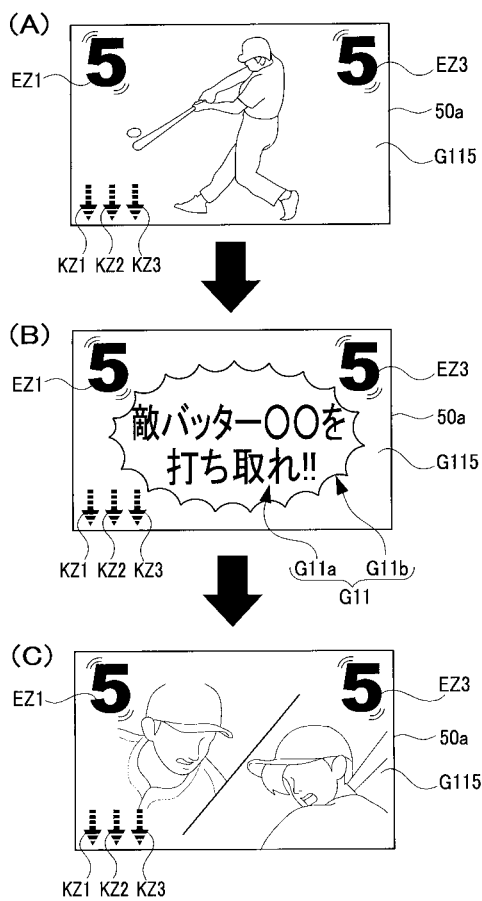 (A)
5
5
EZ1
EZ3
50a
G115
KZ1 KZ2 KZ3
(B)
5
5
EZ1
EZ3
敵バッター〇〇を
打ち取れ!!
50a
G115
KZ1 KZ2 KZ3
G11a G11b
G11
(C)
5
5
EZ1
EZ3
50a
G115
KZ1 KZ2 KZ3